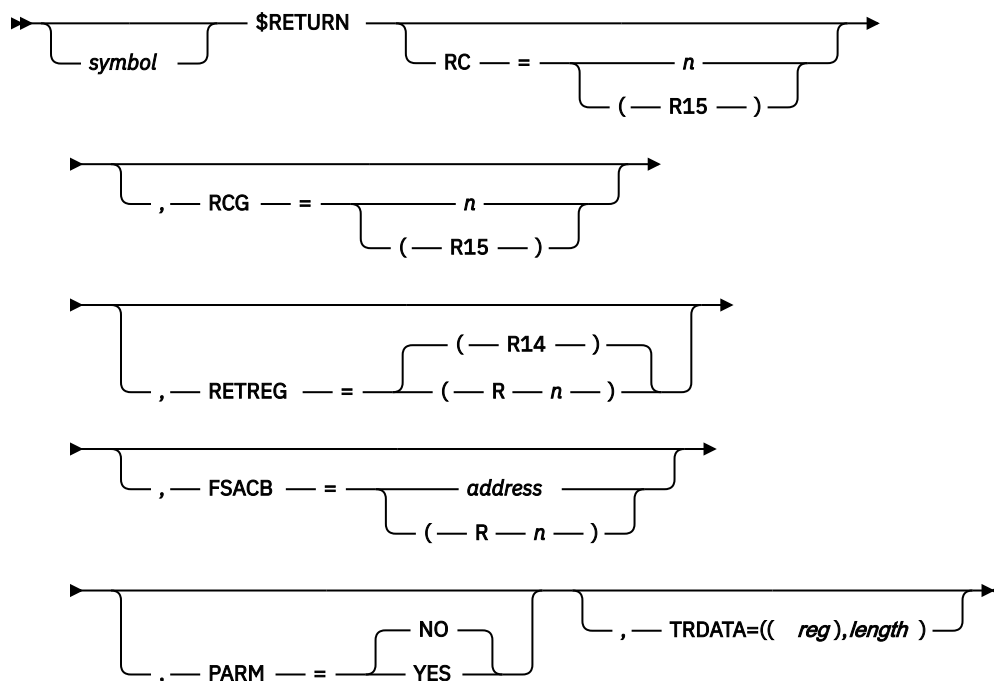 symbol $RETURN RC = n
( R15 )
, RCG = n
( R15 )
( R14 )
, RETREG = ( R n )
, FSACB = address
( R n )
, TRDATA=(( reg ),length )
NO
, PARM = YES